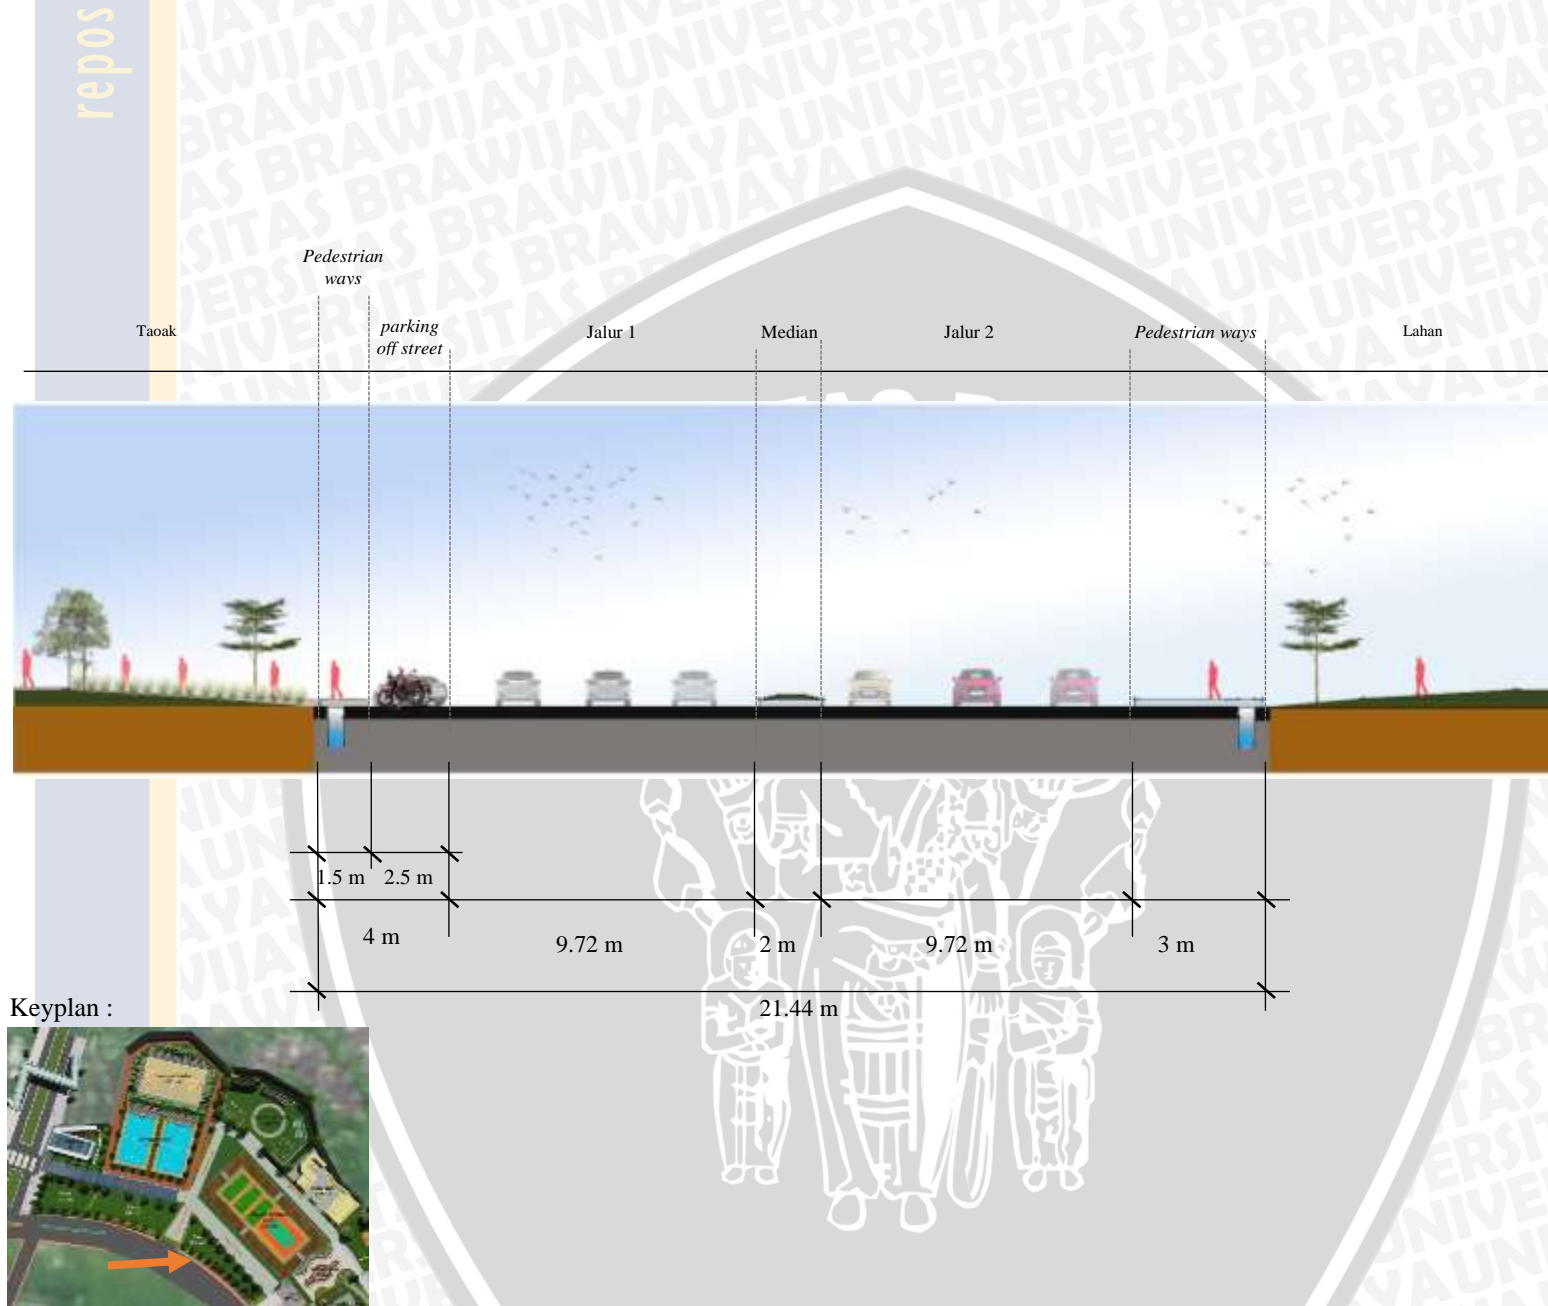 repos
Pedestrian
ways
Taoak
parking
off street
Jalur 1
Median
Jalur 2
Pedestrian ways
Lahan
1.5 m
2.5 m
4 m
9.72 m
2 m
9.72 m
3 m
21.44 m
Keyplan :